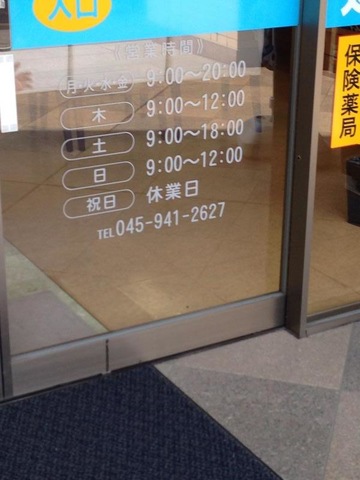 入口
《営業時間》
月・火・水・金 9:00〜20:00
木 9:00〜12:00
土 9:00〜18:00
日 9:00〜12:00
祝日 休業日
TEL 045-941-2627
保険薬局